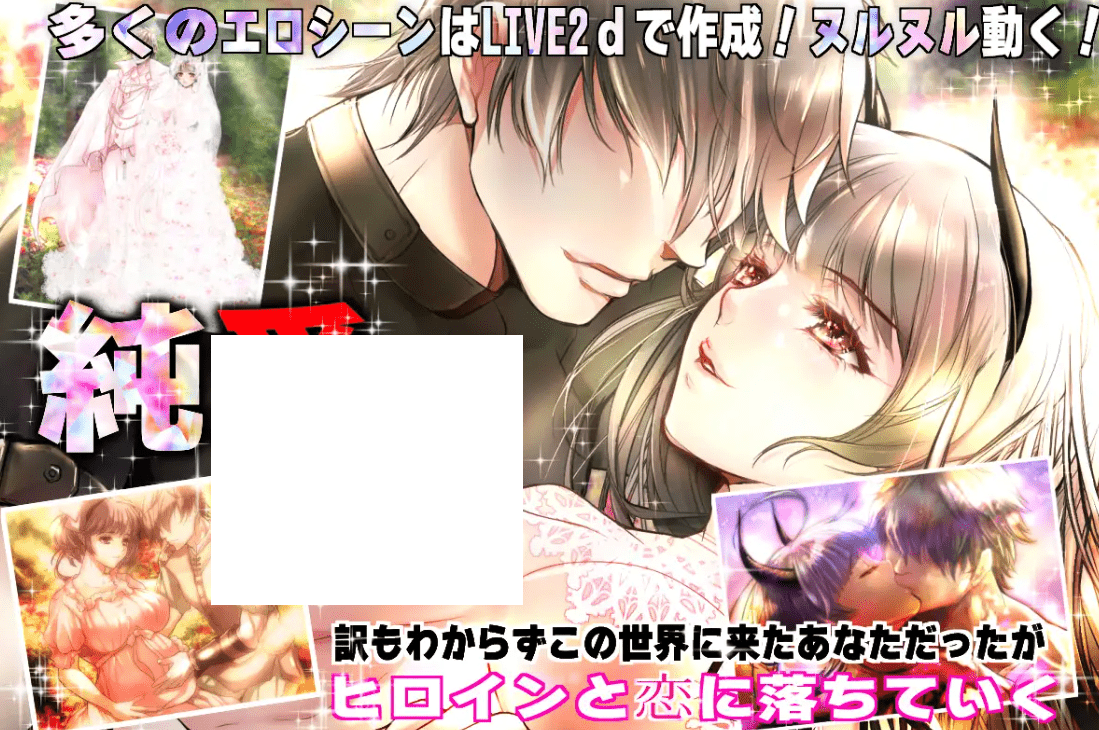 多くのエロシーンはLIVE2dで作成！ヌルヌル動く！
純
訳もわからずこの世界に来たあなただったが
ヒロインと恋に落ちていく